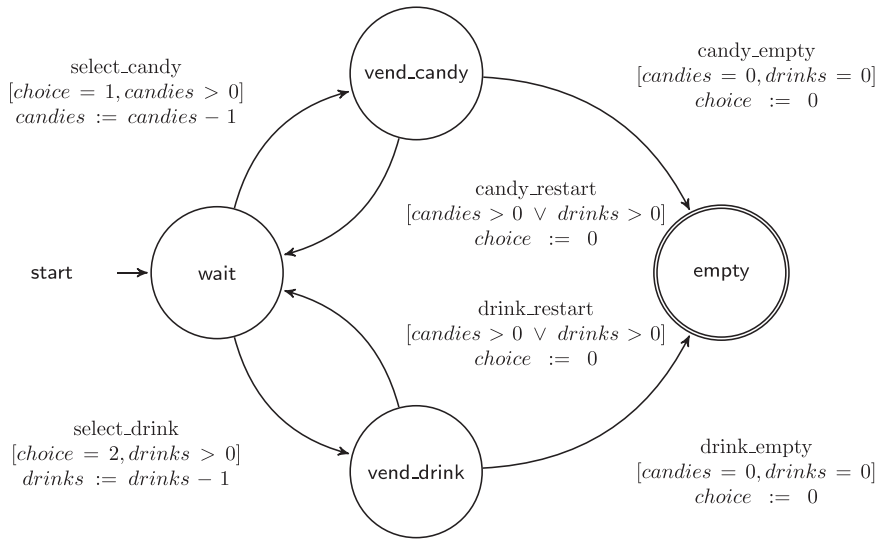 select_candy
[choice = 1, candies > 0]
candies := candies − 1
vend_candy
candy_empty
[candies = 0, drinks = 0]
choice := 0
candy_restart
[candies > 0 ∨ drinks > 0]
choice := 0
start
wait
empty
drink_restart
[candies > 0 ∨ drinks > 0]
choice := 0
select_drink
[choice = 2, drinks > 0]
drinks := drinks − 1
vend_drink
drink_empty
[candies = 0, drinks = 0]
choice := 0